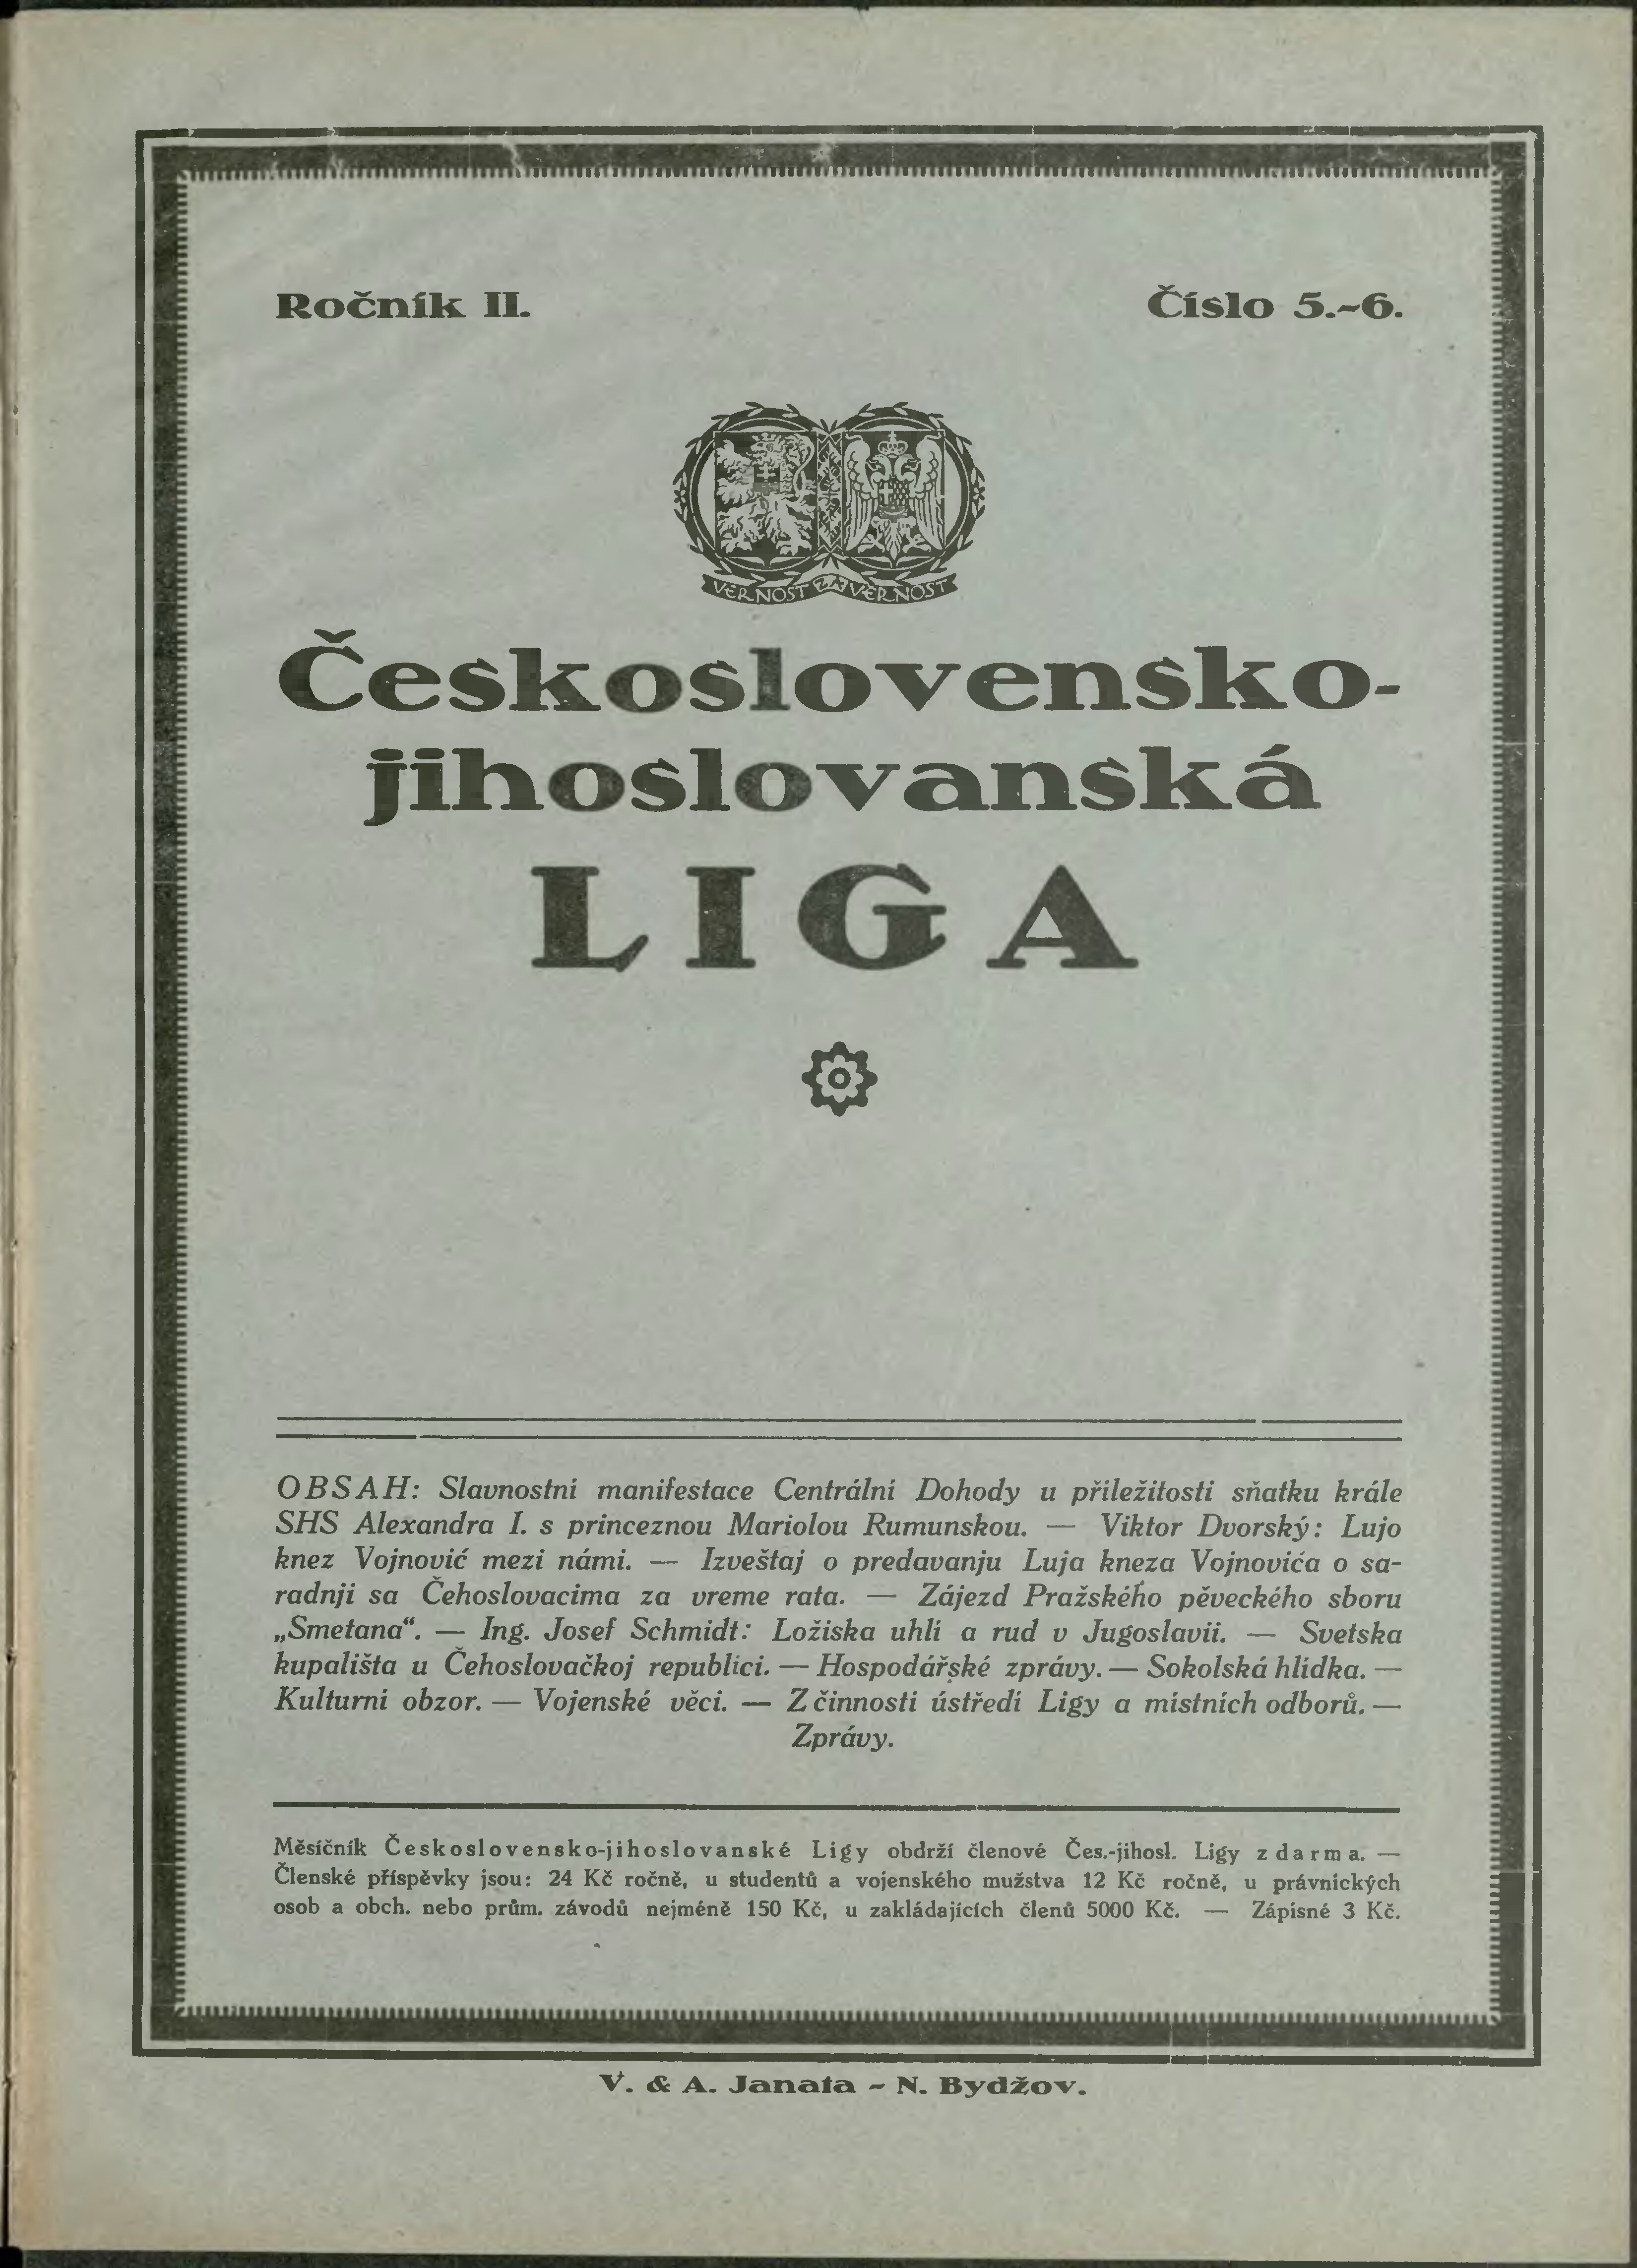 Ročník II.
Číslo 5.-6.
VĚRNOST ZA VĚRNOST
Československo-
jihoslovanská
LIGA
OBSAH: Slavnostní manifestace Centrální Dohody u příležitosti sňatku krále
SHS Alexandra I. s princeznou Mariolou Rumunskou. — Viktor Dvorský: Lujo
knez Vojnović mezi námi. — Izveštaj o predavanju Luja kneza Vojnovića o sa-
radnji sa Čehoslovacima za vreme rata. — Zájezd Pražského pěveckého sboru
„Smetana“. — Ing. Josef Schmidt: Ložiska uhlí a rud v Jugoslavii. — Svetska
kupališta u Čehoslovačkoj republici. — Hospodářské zprávy. — Sokolská hlídka. —
Kulturní obzor. — Vojenské věci. — Z činnosti ústředí Ligy a místních odborů. —
Zprávy.
Měsíčník Československo-jihoslovanské Ligy obdrží členové Čes.-jihosl. Ligy zdarma. —
Členské příspěvky jsou: 24 Kč ročně, u studentů a vojenského mužstva 12 Kč ročně, u právnických
osob a obch. nebo prům. závodů nejméně 150 Kč, u zakládajících členů 5000 Kč. — Zápisné 3 Kč.
V. & A. Janata - N. Bydžov.